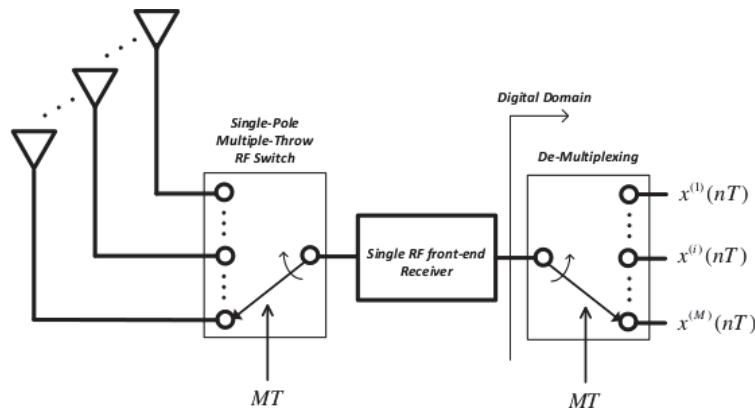 Single-Pole
Multiple-Throw
RF Switch
Digital Domain
De-Multiplexing
Single RF front-end
Receiver
x^{(1)}(nT)
x^{(i)}(nT)
x^{(M)}(nT)
MT
MT